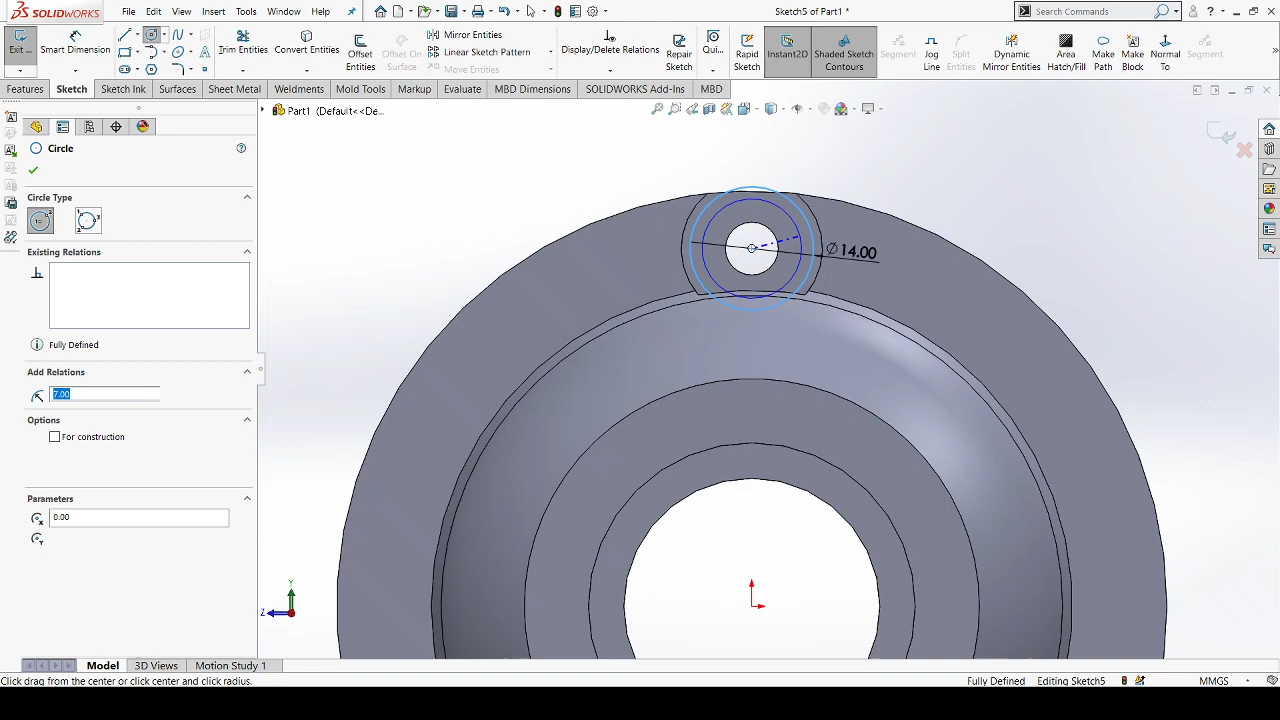 SOLIDWORKS File Edit View Insert Tools Window Help Sketch5 of Part1 * Search Commands
Exit ... Smart Dimension Trim Entities Convert Entities Offset Entities Offset On Surface Mirror Entities Linear Sketch Pattern Move Entities Display/Delete Relations Repair Sketch Qui... Rapid Sketch Instant2D Shaded Sketch Contours Segment Jog Line Split Entities Dynamic Mirror Entities Area Hatch/Fill Make Path Make Block Normal To Segment
Features Sketch Sketch Ink Surfaces Sheet Metal Weldments Mold Tools Markup Evaluate MBD Dimensions SOLIDWORKS Add-Ins MBD
Part1 (Default<<De...
Circle
Circle Type
Existing Relations
Fully Defined
Add Relations
7.00
Options
For construction
Parameters
0.00
∅14.00
Y
Z
Model 3D Views Motion Study 1
Click drag from the center or click center and click radius. Fully Defined Editing Sketch5 MMGS